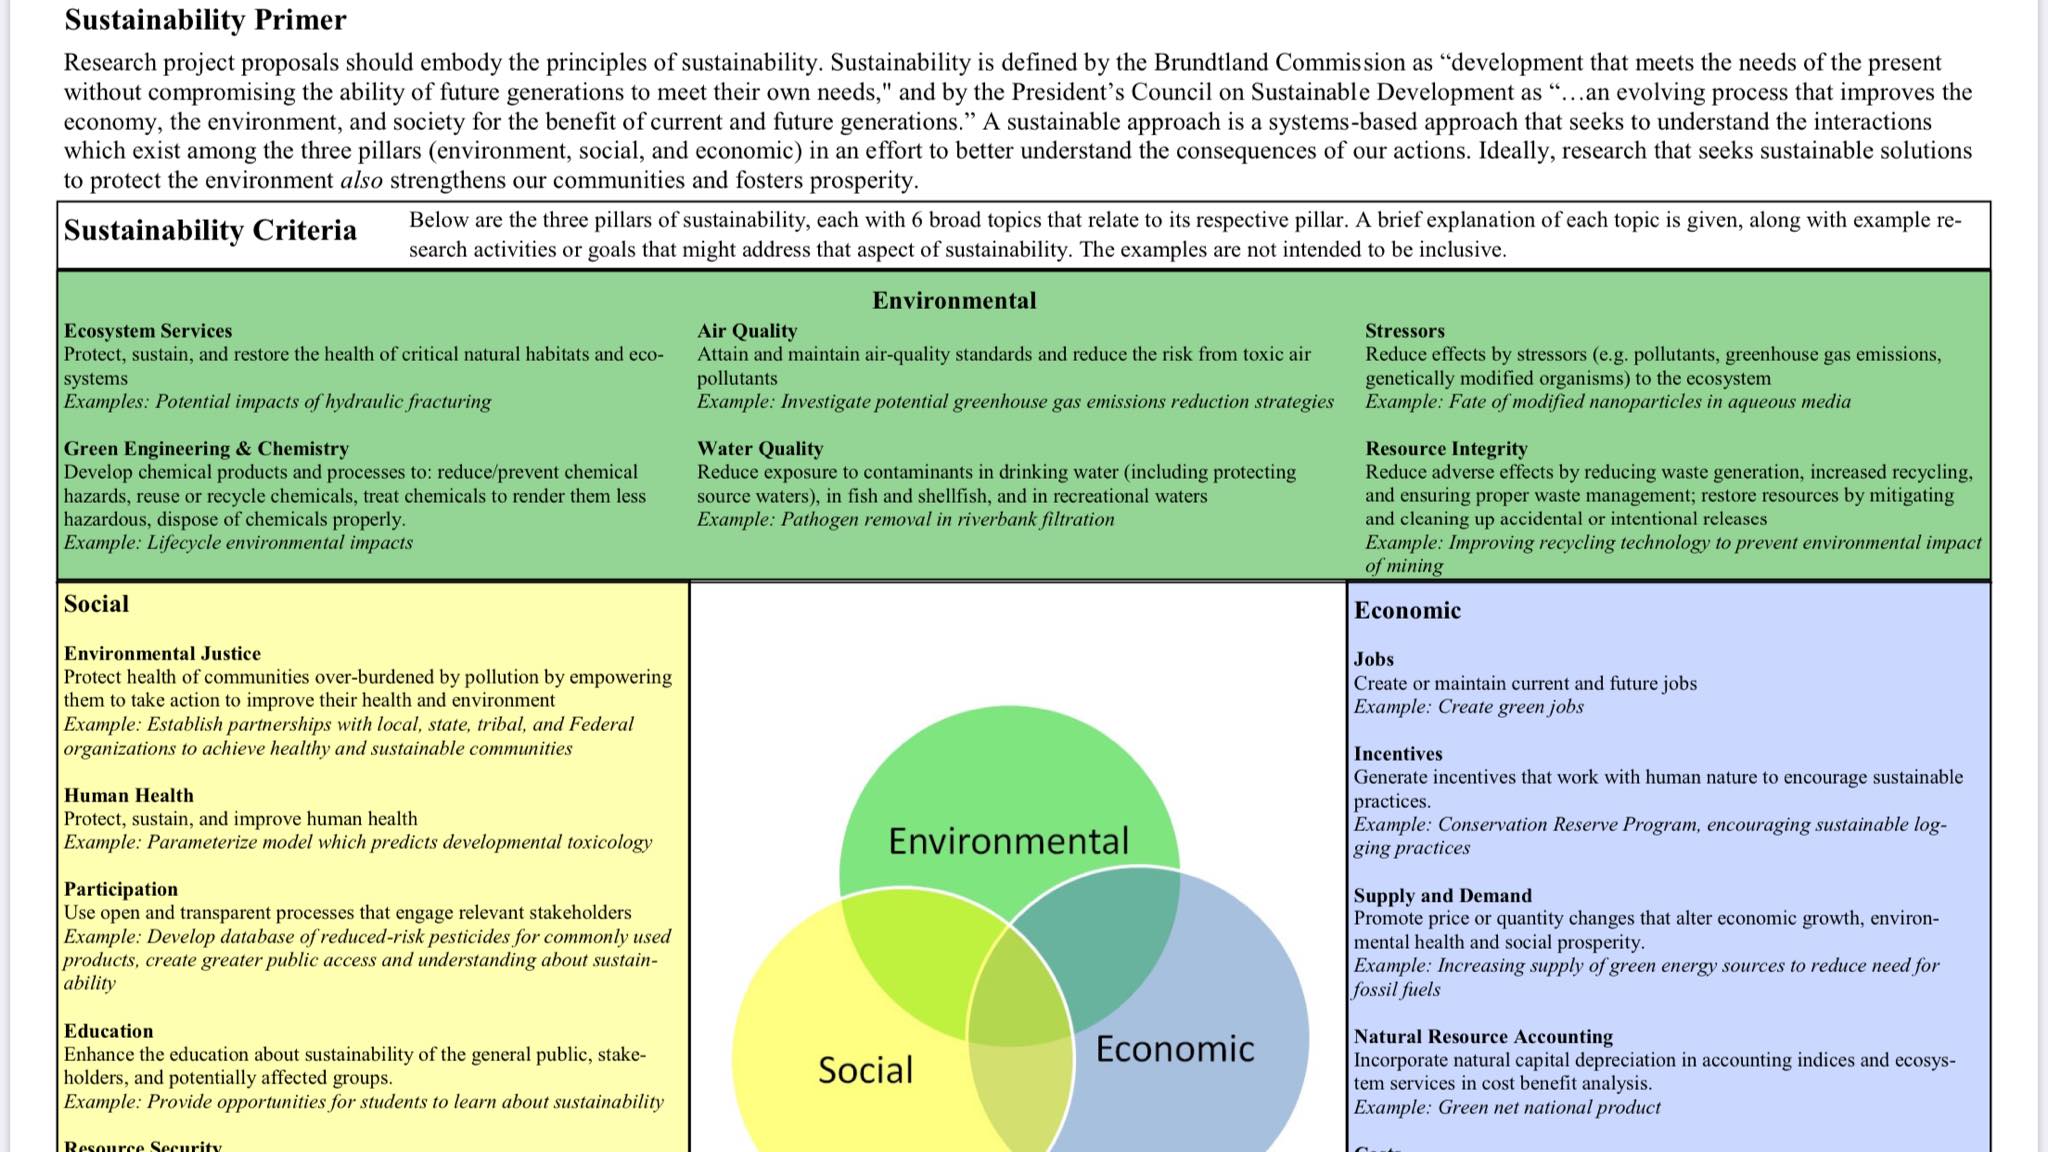 Sustainability Primer
Research project proposals should embody the principles of sustainability. Sustainability is defined by the Brundtland Commission as “development that meets the needs of the present
without compromising the ability of future generations to meet their own needs," and by the President’s Council on Sustainable Development as “…an evolving process that improves the
economy, the environment, and society for the benefit of current and future generations.” A sustainable approach is a systems-based approach that seeks to understand the interactions
which exist among the three pillars (environment, social, and economic) in an effort to better understand the consequences of our actions. Ideally, research that seeks sustainable solutions
to protect the environment also strengthens our communities and fosters prosperity.
Sustainability Criteria
Below are the three pillars of sustainability, each with 6 broad topics that relate to its respective pillar. A brief explanation of each topic is given, along with example re-
search activities or goals that might address that aspect of sustainability. The examples are not intended to be inclusive.
Environmental
Ecosystem Services
Protect, sustain, and restore the health of critical natural habitats and eco-
systems
Examples: Potential impacts of hydraulic fracturing
Green Engineering & Chemistry
Develop chemical products and processes to: reduce/prevent chemical
hazards, reuse or recycle chemicals, treat chemicals to render them less
hazardous, dispose of chemicals properly.
Example: Lifecycle environmental impacts
Air Quality
Attain and maintain air-quality standards and reduce the risk from toxic air
pollutants
Example: Investigate potential greenhouse gas emissions reduction strategies
Water Quality
Reduce exposure to contaminants in drinking water (including protecting
source waters), in fish and shellfish, and in recreational waters
Example: Pathogen removal in riverbank filtration
Stressors
Reduce effects by stressors (e.g. pollutants, greenhouse gas emissions,
genetically modified organisms) to the ecosystem
Example: Fate of modified nanoparticles in aqueous media
Resource Integrity
Reduce adverse effects by reducing waste generation, increased recycling,
and ensuring proper waste management; restore resources by mitigating
and cleaning up accidental or intentional releases
Example: Improving recycling technology to prevent environmental impact
of mining
Social
Environmental Justice
Protect health of communities over-burdened by pollution by empowering
them to take action to improve their health and environment
Example: Establish partnerships with local, state, tribal, and Federal
organizations to achieve healthy and sustainable communities
Human Health
Protect, sustain, and improve human health
Example: Parameterize model which predicts developmental toxicology
Participation
Use open and transparent processes that engage relevant stakeholders
Example: Develop database of reduced-risk pesticides for commonly used
products, create greater public access and understanding about sustain-
ability
Education
Enhance the education about sustainability of the general public, stake-
holders, and potentially affected groups.
Example: Provide opportunities for students to learn about sustainability
Resource Security
Environmental
Social
Economic
Economic
Jobs
Create or maintain current and future jobs
Example: Create green jobs
Incentives
Generate incentives that work with human nature to encourage sustainable
practices.
Example: Conservation Reserve Program, encouraging sustainable log-
ging practices
Supply and Demand
Promote price or quantity changes that alter economic growth, environ-
mental health and social prosperity.
Example: Increasing supply of green energy sources to reduce need for
fossil fuels
Natural Resource Accounting
Incorporate natural capital depreciation in accounting indices and ecosys-
tem services in cost benefit analysis.
Example: Green net national product